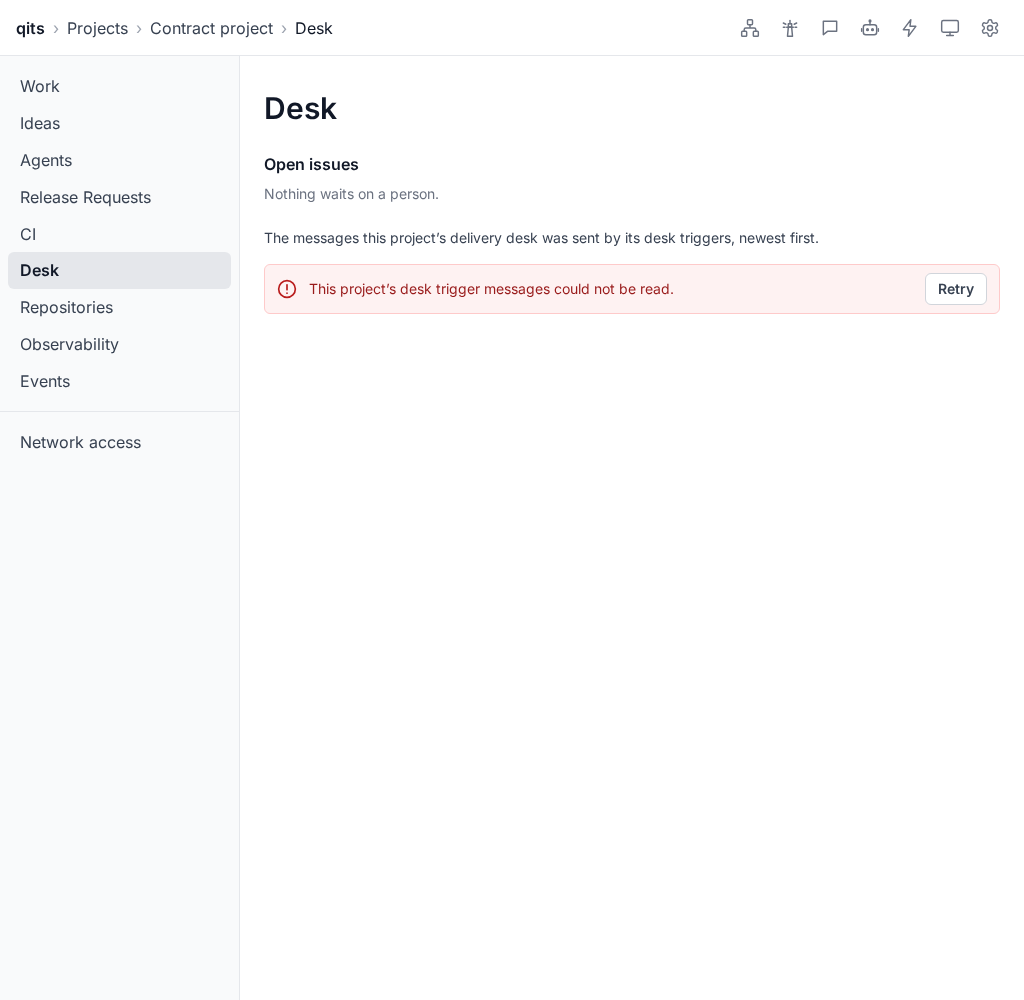 qits › Projects › Contract project › Desk
Work
Ideas
Agents
Release Requests
CI
Desk
Repositories
Observability
Events
Network access
Desk
Open issues
Nothing waits on a person.
The messages this project’s delivery desk was sent by its desk triggers, newest first.
This project’s desk trigger messages could not be read.
Retry